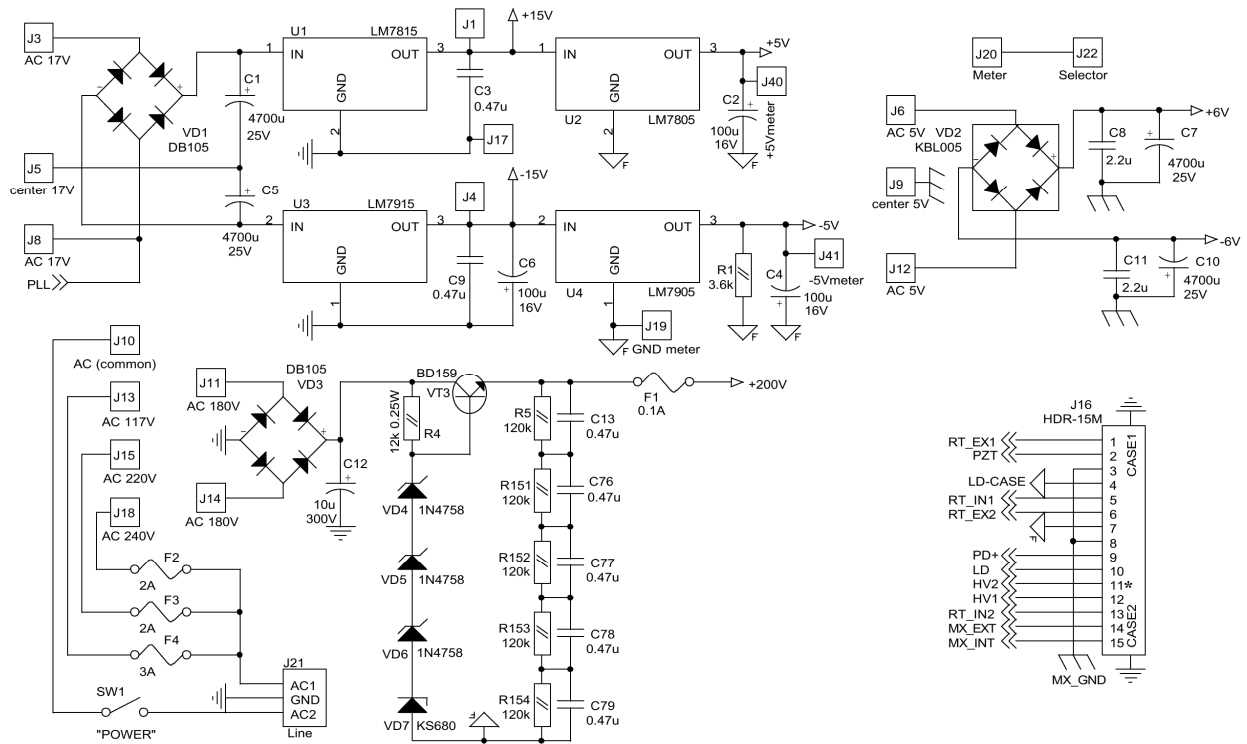 J3
AC 17V
VD1
DB105
J5
center 17V
J8
AC 17V
PLL
C1
4700u
25V
C5
4700u
25V
U1 LM7815
1 IN OUT 3
GND
2
J1
+15V
C3
0.47u
J17
1 IN OUT 3
GND
2
U2 LM7805
+5V
J40
+5Vmeter
C2
100u
16V
F
F
U3 LM7915
2 IN OUT 3
GND
1
J4
-15V
C9
0.47u
C6
100u
16V
2 IN OUT 3
GND
1
U4 LM7905
J19
GND meter
F
-5V
J41
-5Vmeter
R1
3.6k
C4
100u
16V
F
F
J20
Meter
J22
Selector
J6
AC 5V
VD2
KBL005
J9
center 5V
J12
AC 5V
+6V
C8
2.2u
C7
4700u
25V
-6V
C11
2.2u
C10
4700u
25V
J10
AC (common)
J13
AC 117V
J15
AC 220V
J18
AC 240V
F2
2A
F3
2A
F4
3A
SW1
"POWER"
J21
AC1
GND
AC2
Line
J11
AC 180V
DB105
VD3
J14
AC 180V
C12
10u
300V
12k 0.25W
R4
BD159
VT3
VD4 1N4758
VD5 1N4758
VD6 1N4758
VD7 KS680
F
R5
120k
C13
0.47u
R151
120k
C76
0.47u
R152
120k
C77
0.47u
R153
120k
C78
0.47u
R154
120k
C79
0.47u
F1
0.1A
+200V
J16
HDR-15M
CASE1
RT_EX1 1
PZT 2
3
LD-CASE 4
RT_IN1 5
RT_EX2 6
F 7
8
PD+ 9
LD 10
HV2 11*
HV1 12
RT_IN2 13
MX_EXT 14
MX_INT 15
CASE2
MX_GND